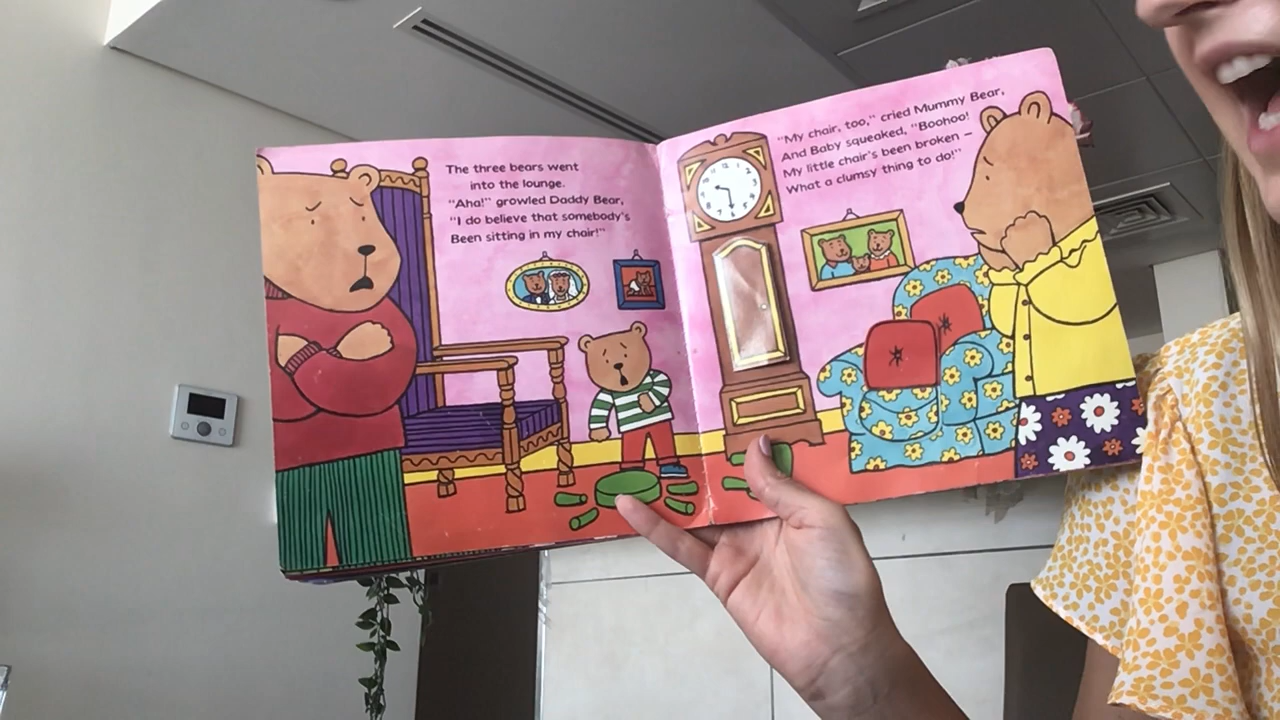 The three bears went
into the lounge.
"Aha!" growled Daddy Bear,
"I do believe that somebody's
Been sitting in my chair!"
"My chair, too," cried Mummy Bear,
And Baby squeaked, "Boohoo!
My little chair's been broken –
What a clumsy thing to do!"